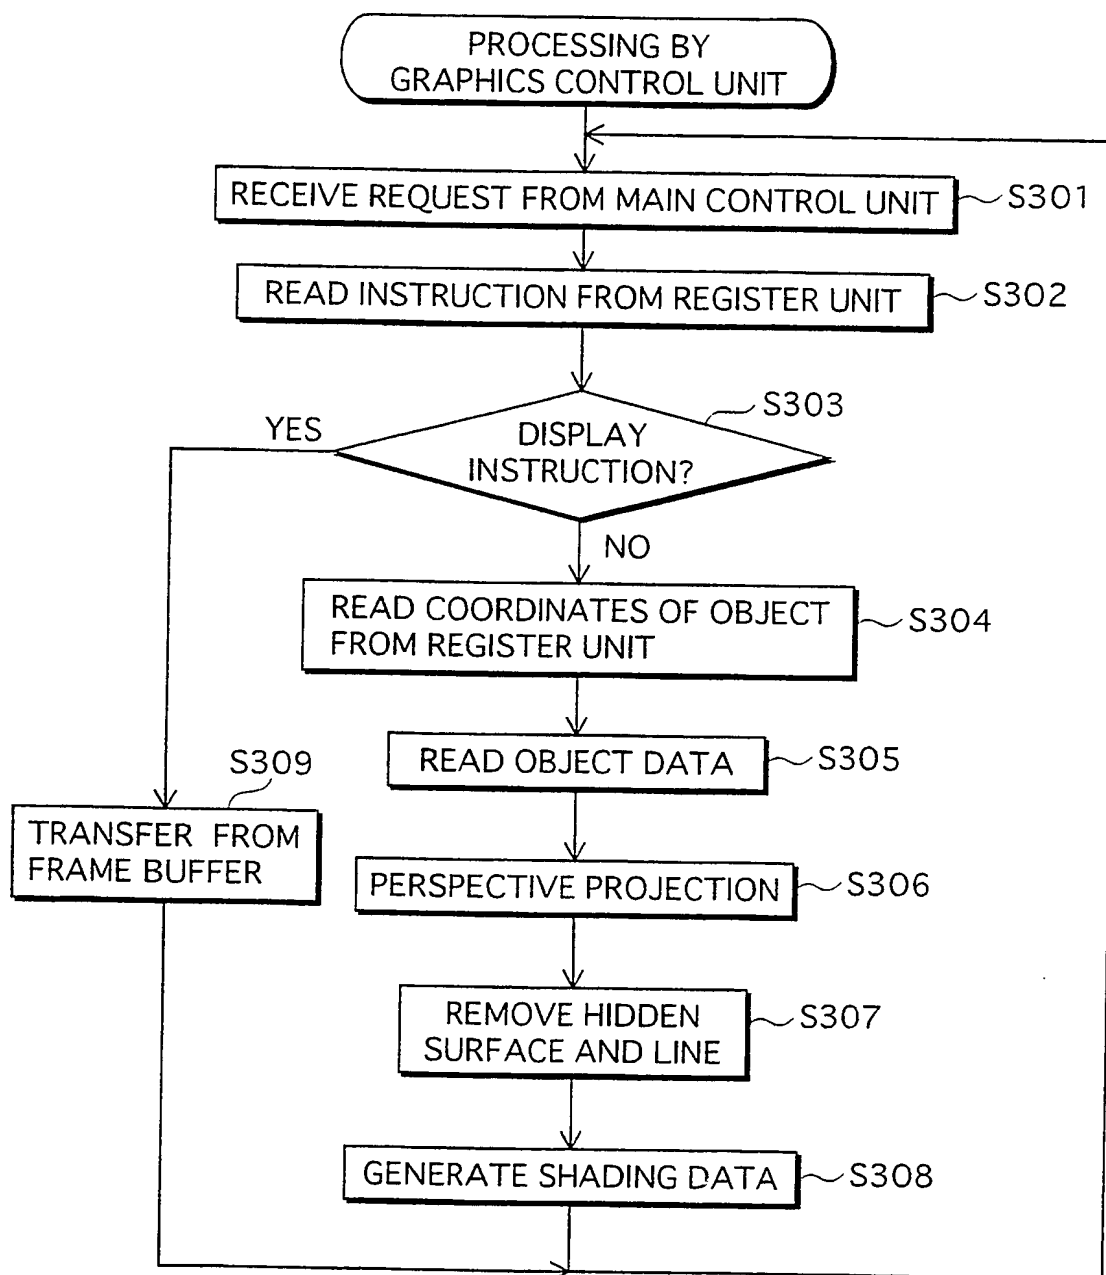 PROCESSING BY
GRAPHICS CONTROL UNIT
RECEIVE REQUEST FROM MAIN CONTROL UNIT
S301
READ INSTRUCTION FROM REGISTER UNIT
S302
S303
YES
DISPLAY
INSTRUCTION?
NO
READ COORDINATES OF OBJECT
FROM REGISTER UNIT
S304
READ OBJECT DATA
S305
S309
TRANSFER FROM
FRAME BUFFER
PERSPECTIVE PROJECTION
S306
REMOVE HIDDEN
SURFACE AND LINE
S307
GENERATE SHADING DATA
S308